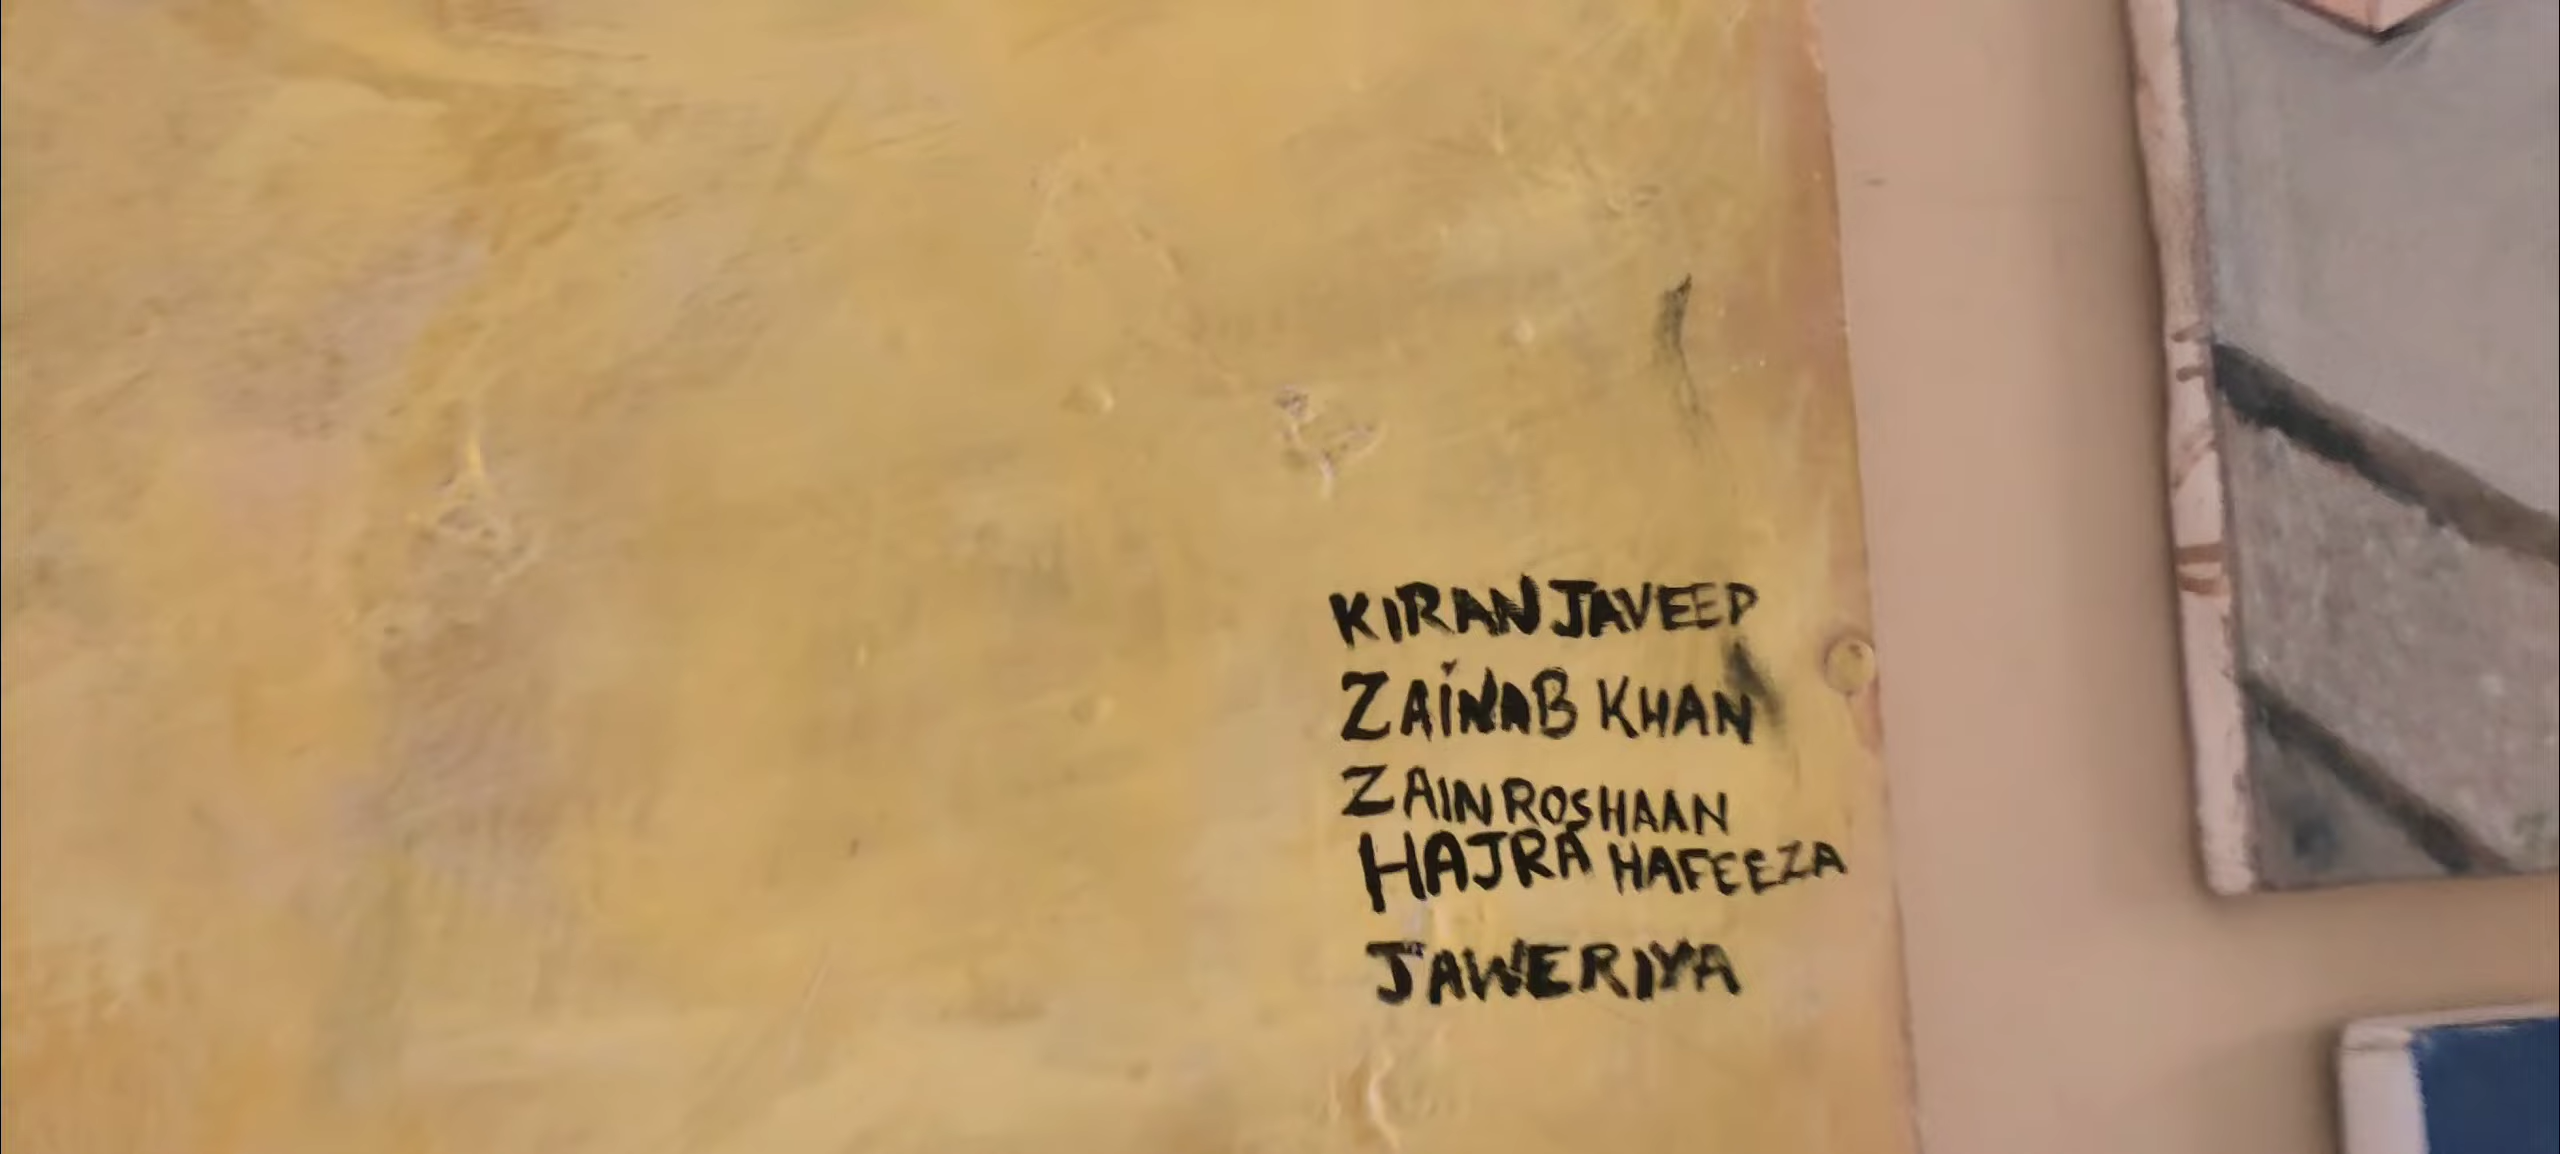 KIRAN JAVEED
ZAINAB KHAN
ZAIN ROSHAAN
HAJRA HAFEEZA
JAWERIYA